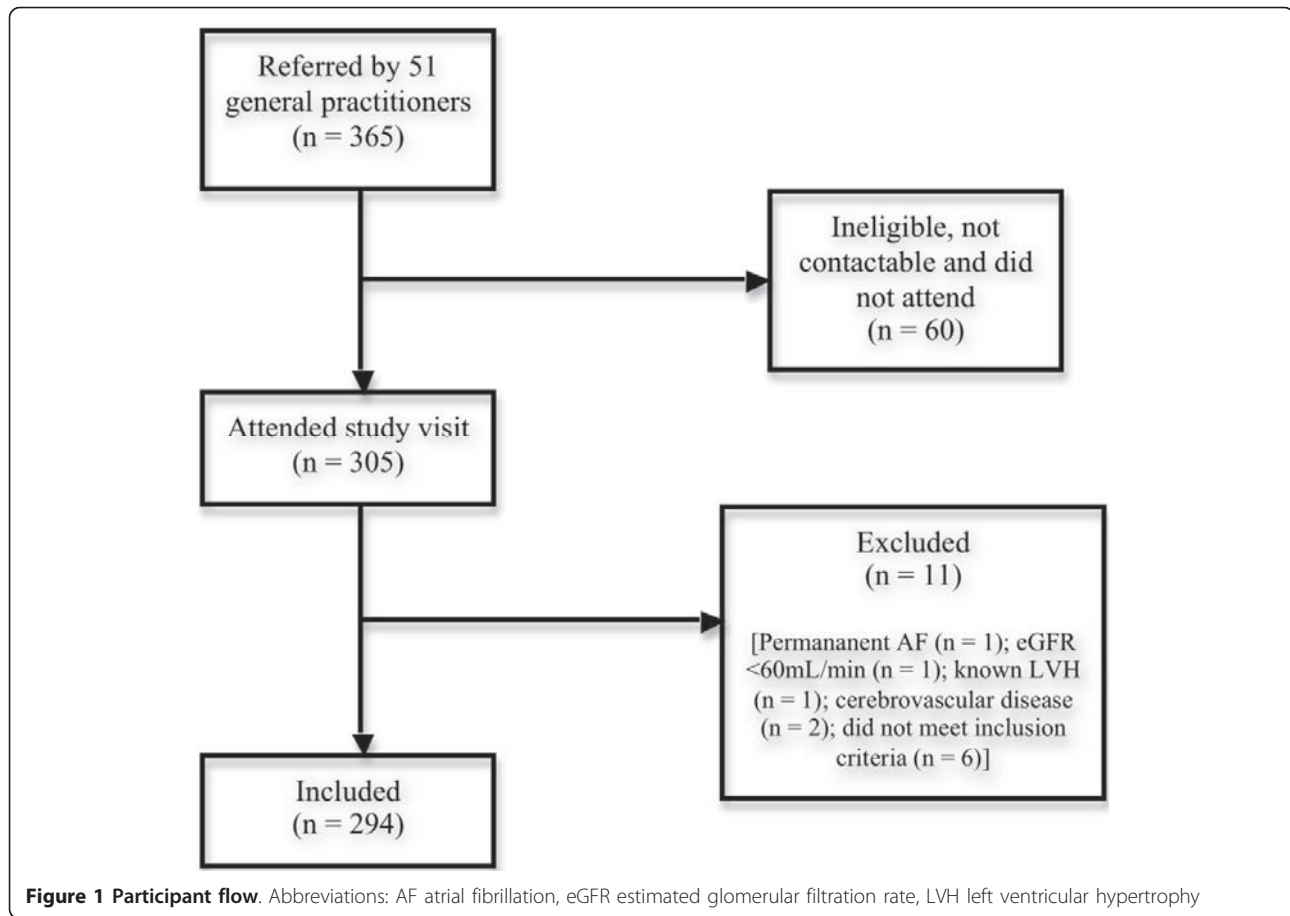 Referred by 51
general practitioners
(n = 365)
Ineligible, not
contactable and did
not attend
(n = 60)
Attended study visit
(n = 305)
Excluded
(n = 11)
[Permananent AF (n = 1); eGFR
<60mL/min (n = 1); known LVH
(n = 1); cerebrovascular disease
(n = 2); did not meet inclusion
criteria (n = 6)]
Included
(n = 294)
Figure 1 Participant flow. Abbreviations: AF atrial fibrillation, eGFR estimated glomerular filtration rate, LVH left ventricular hypertrophy